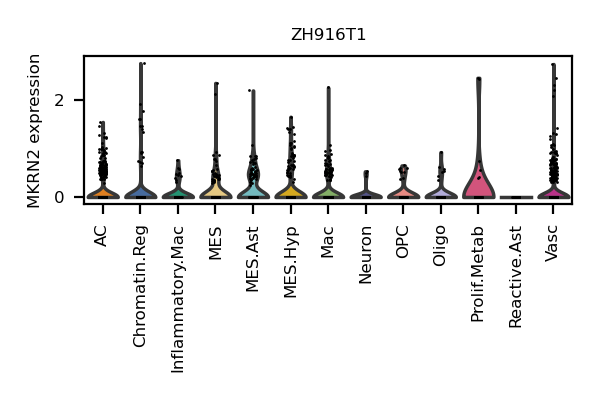 ZH916T1
MKRN2 expression
2
0
AC
Chromatin.Reg
Inflammatory.Mac
MES
MES.Ast
MES.Hyp
Mac
Neuron
OPC
Oligo
Prolif.Metab
Reactive.Ast
Vasc